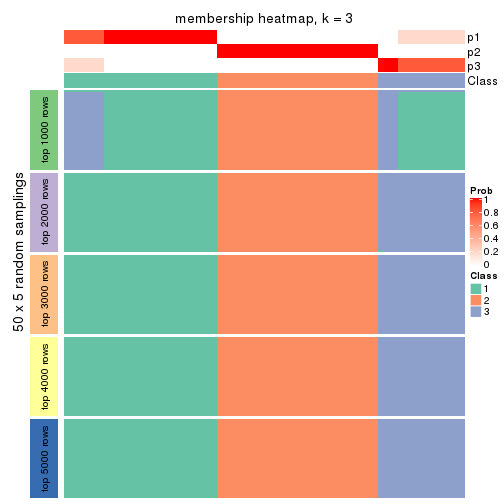 membership heatmap, k = 3
p1
p2
p3
Class
50 x 5 random samplings
top 1000 rows
top 2000 rows
top 3000 rows
top 4000 rows
top 5000 rows
Prob
1
0.8
0.6
0.4
0.2
0
Class
1
2
3